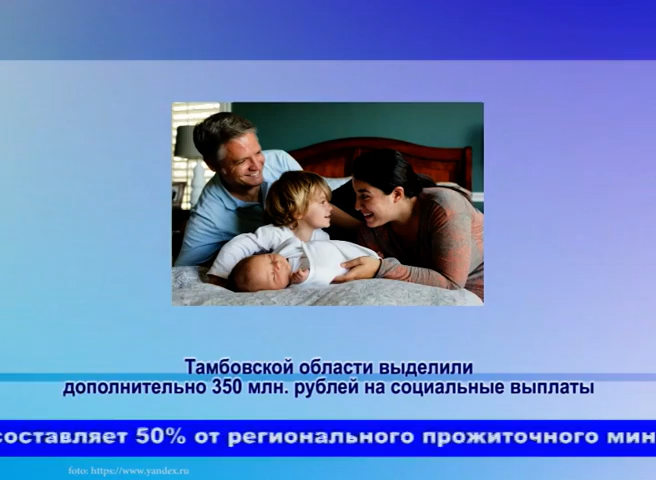 Тамбовской области выделили
дополнительно 350 млн. рублей на социальные выплаты
составляет 50% от регионального прожиточного мин
foto: https://www.yandex.ru